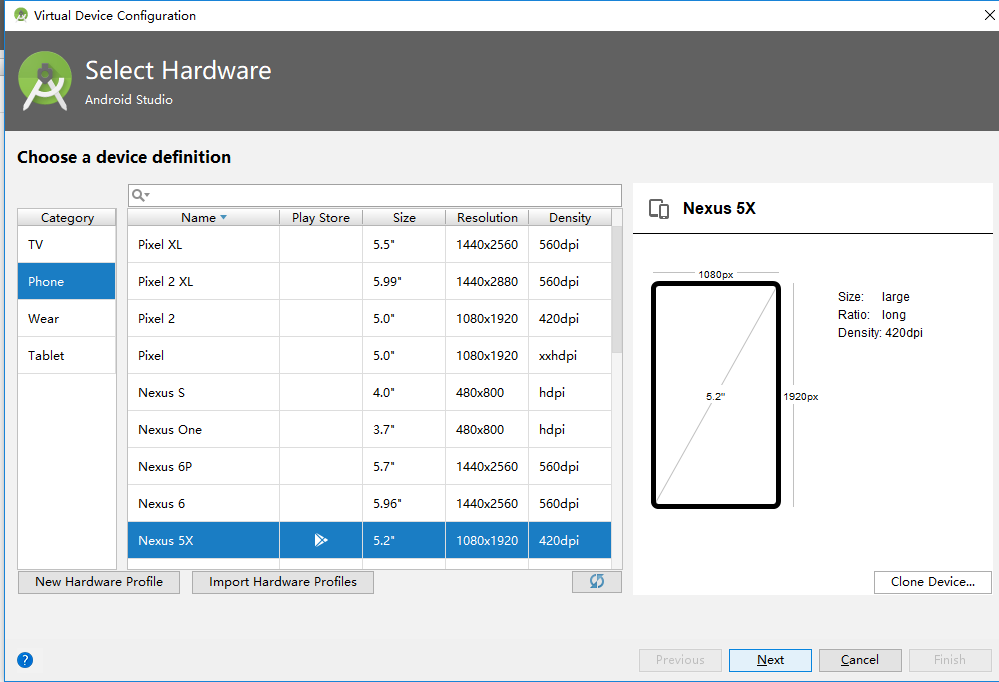 Virtual Device Configuration
Select Hardware
Android Studio
Choose a device definition
Category
TV
Phone
Wear
Tablet
Name Play Store Size Resolution Density
Pixel XL 5.5" 1440x2560 560dpi
Pixel 2 XL 5.99" 1440x2880 560dpi
Pixel 2 5.0" 1080x1920 420dpi
Pixel 5.0" 1080x1920 xxhdpi
Nexus S 4.0" 480x800 hdpi
Nexus One 3.7" 480x800 hdpi
Nexus 6P 5.7" 1440x2560 560dpi
Nexus 6 5.96" 1440x2560 560dpi
Nexus 5X 5.2" 1080x1920 420dpi
New Hardware Profile Import Hardware Profiles
Nexus 5X
1080px
5.2"
1920px
Size: large
Ratio: long
Density: 420dpi
Clone Device...
?
Previous Next Cancel Finish